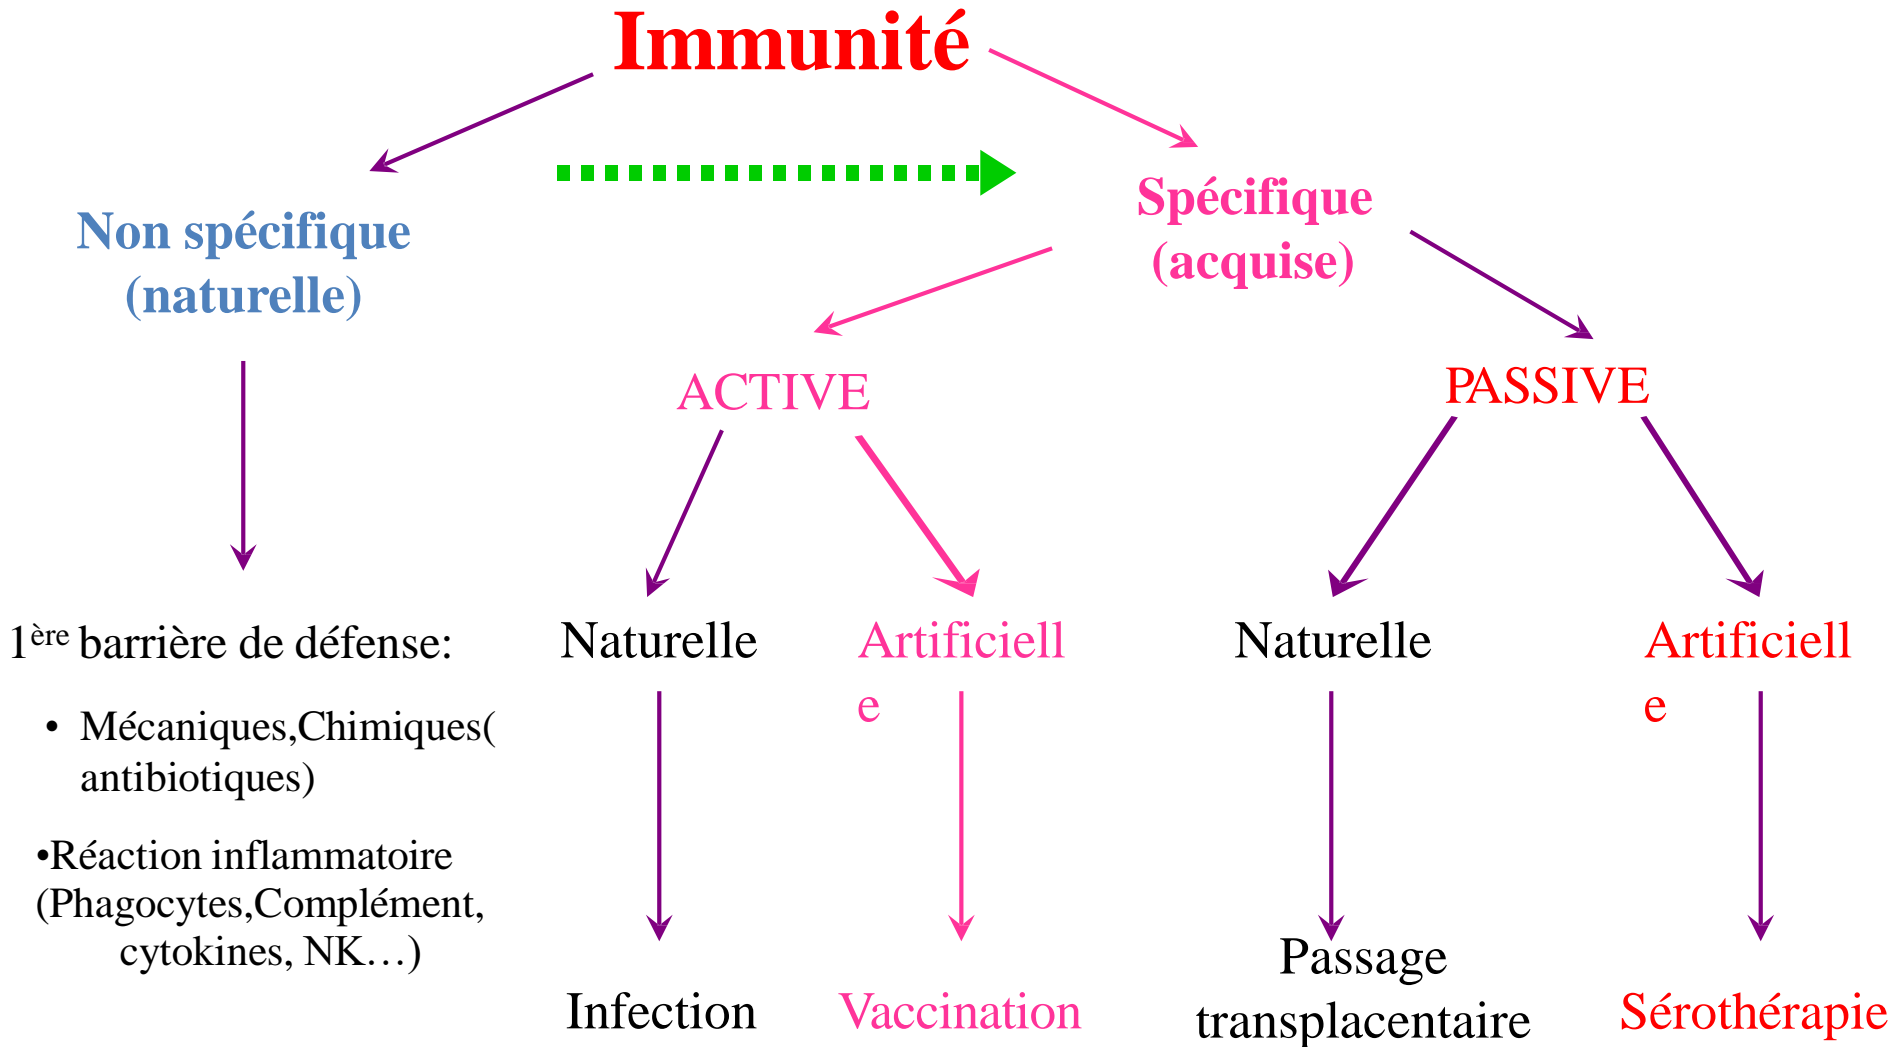 Immunité
Non spécifique
(naturelle)
Spécifique
(acquise)
ACTIVE
PASSIVE
1ère barrière de défense:
• Mécaniques,Chimiques(
antibiotiques)
•Réaction inflammatoire
(Phagocytes,Complément,
cytokines, NK…)
Naturelle
Artificiell
e
Naturelle
Artificiell
e
Infection
Vaccination
Passage
transplacentaire
Sérothérapie